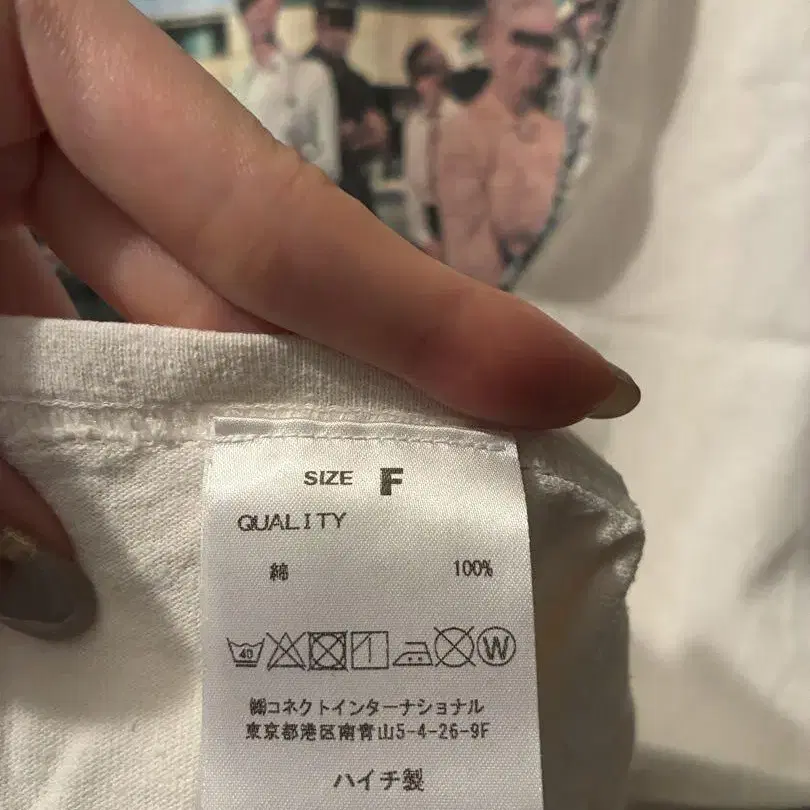 SIZE F
QUALITY
綿 100%
40 W
㈱コネクトインターナショナル
東京都港区南青山5-4-26-9F
ハイチ製